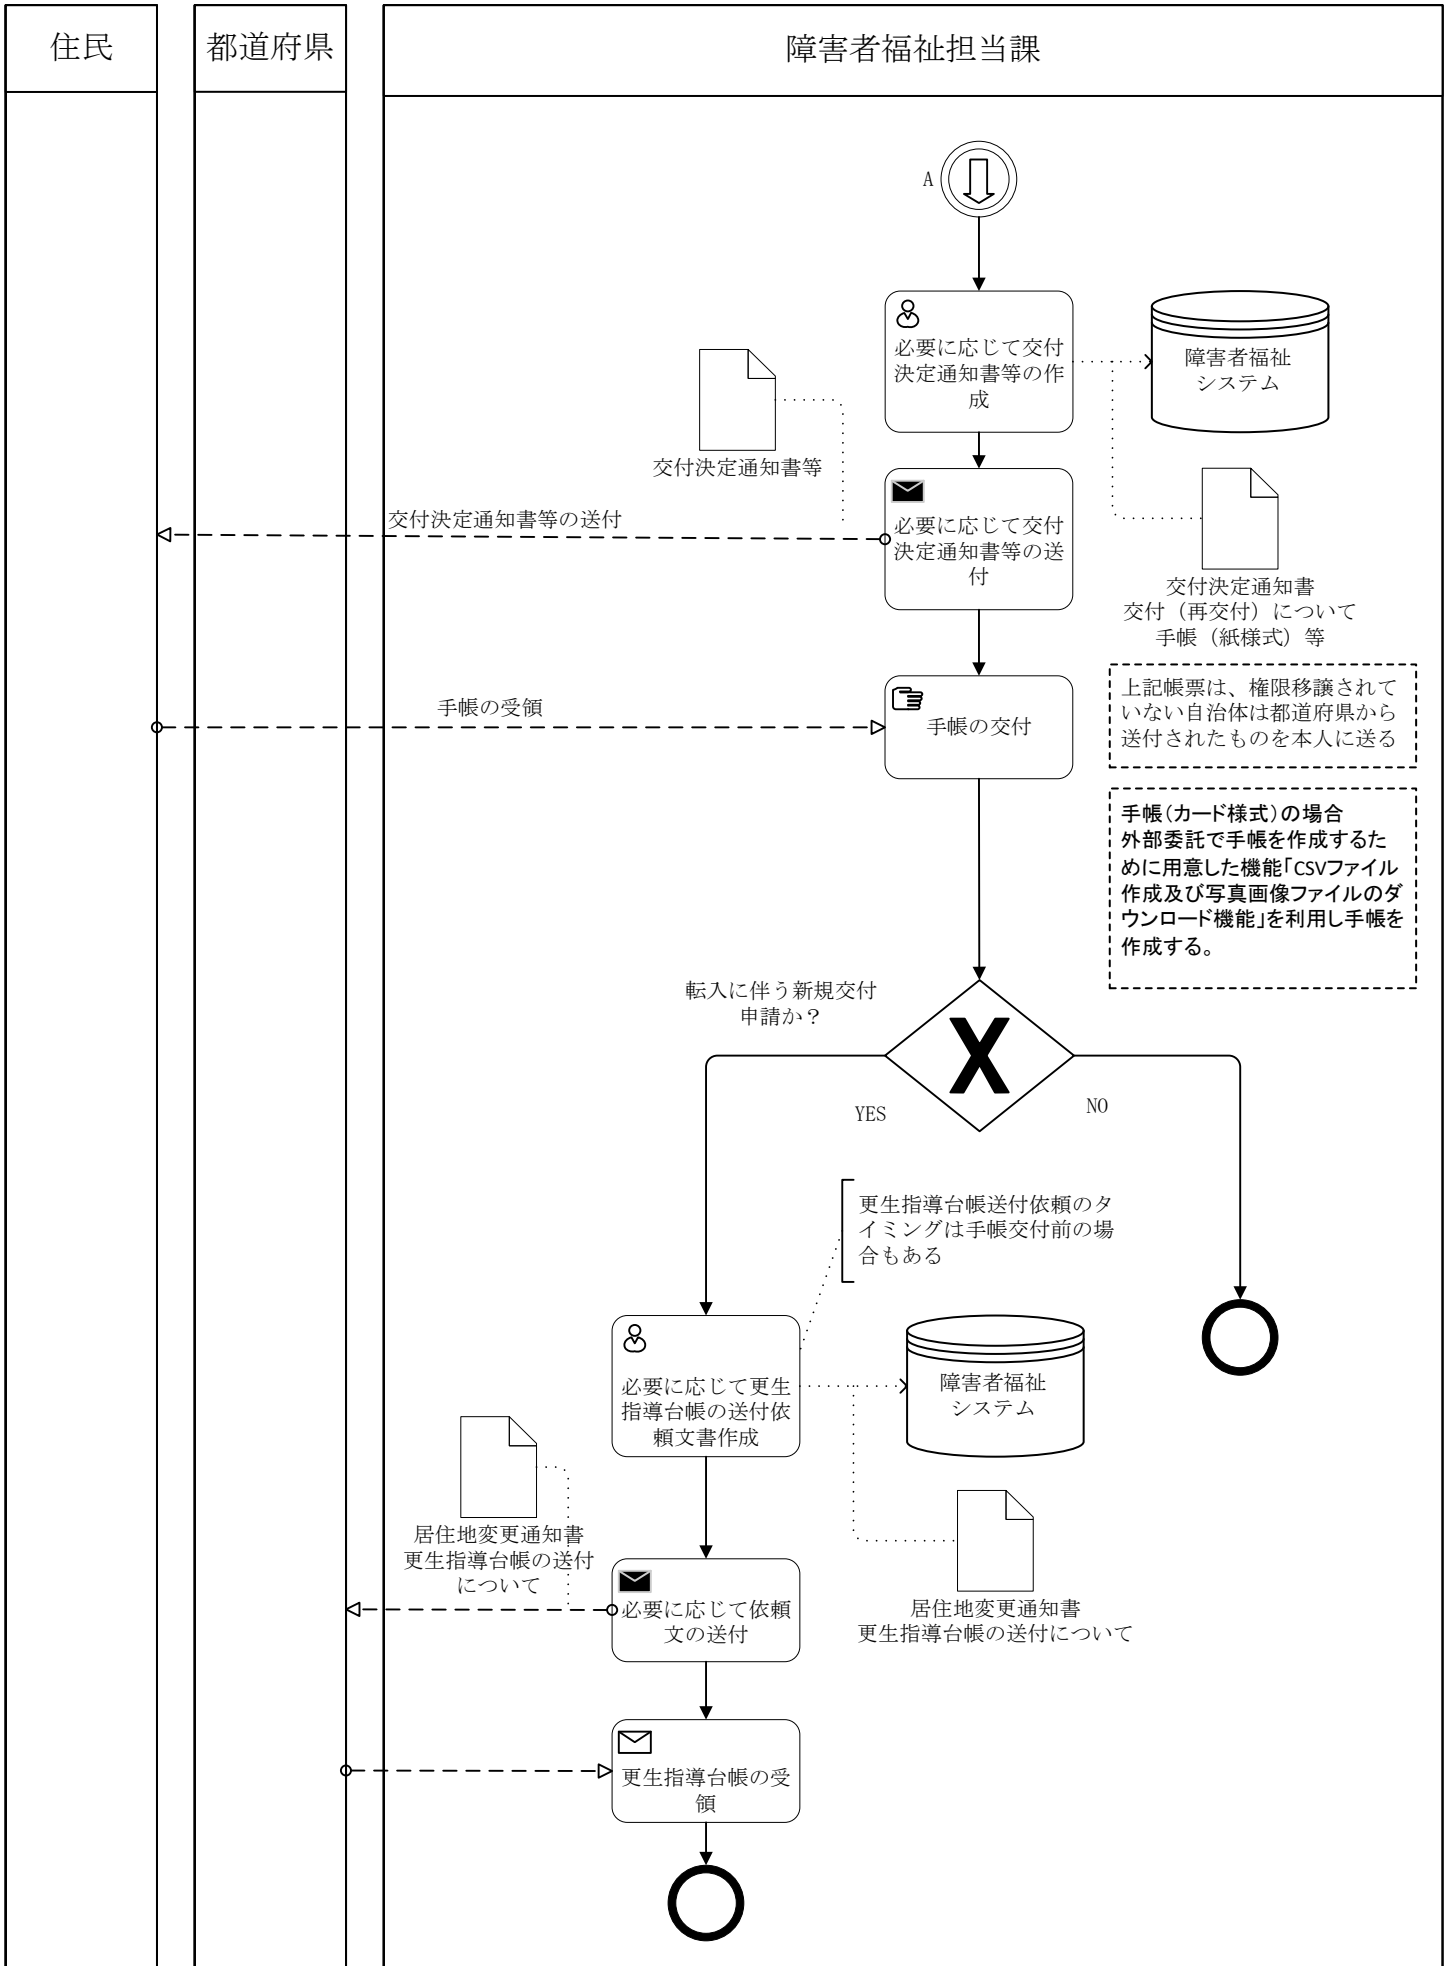 住民
都道府県
障害者福祉担当課
A
必要に応じて交付
決定通知書等の作
成
障害者福祉
システム
交付決定通知書等
交付決定通知書等の送付
必要に応じて交付
決定通知書等の送
付
交付決定通知書
交付（再交付）について
手帳（紙様式）等
上記帳票は、権限移譲されて
いない自治体は都道府県から
送付されたものを本人に送る
手帳の受領
手帳の交付
手帳（カード様式）の場合
外部委託で手帳を作成するた
めに用意した機能「CSVファイル
作成及び写真画像ファイルのダ
ウンロード機能」を利用し手帳を
作成する。
転入に伴う新規交付
申請か？
YES
NO
更生指導台帳送付依頼のタ
イミングは手帳交付前の場
合もある
必要に応じて更生
指導台帳の送付依
頼文書作成
障害者福祉
システム
居住地変更通知書
更生指導台帳の送付
について
必要に応じて依頼
文の送付
居住地変更通知書
更生指導台帳の送付について
更生指導台帳の受
領